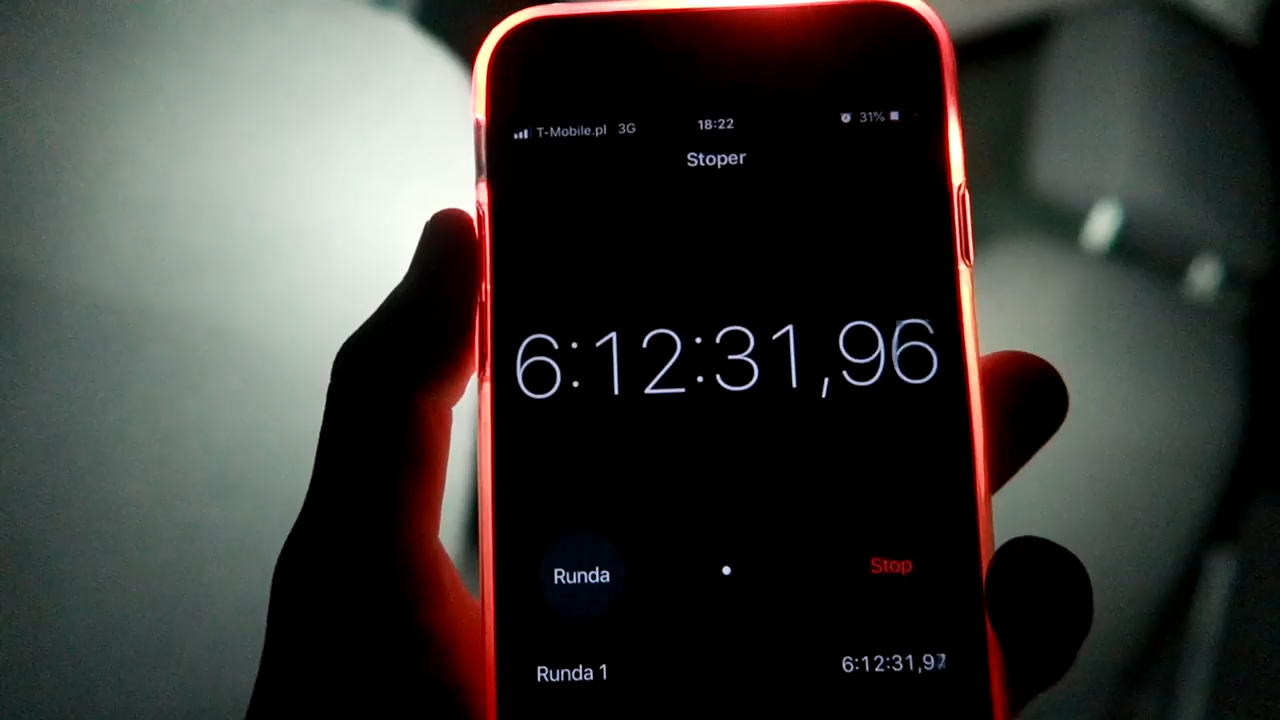 T-Mobile.pl 3G 18:22 31%
Stoper
6:12:31,96
Runda Stop
Runda 1 6:12:31,97